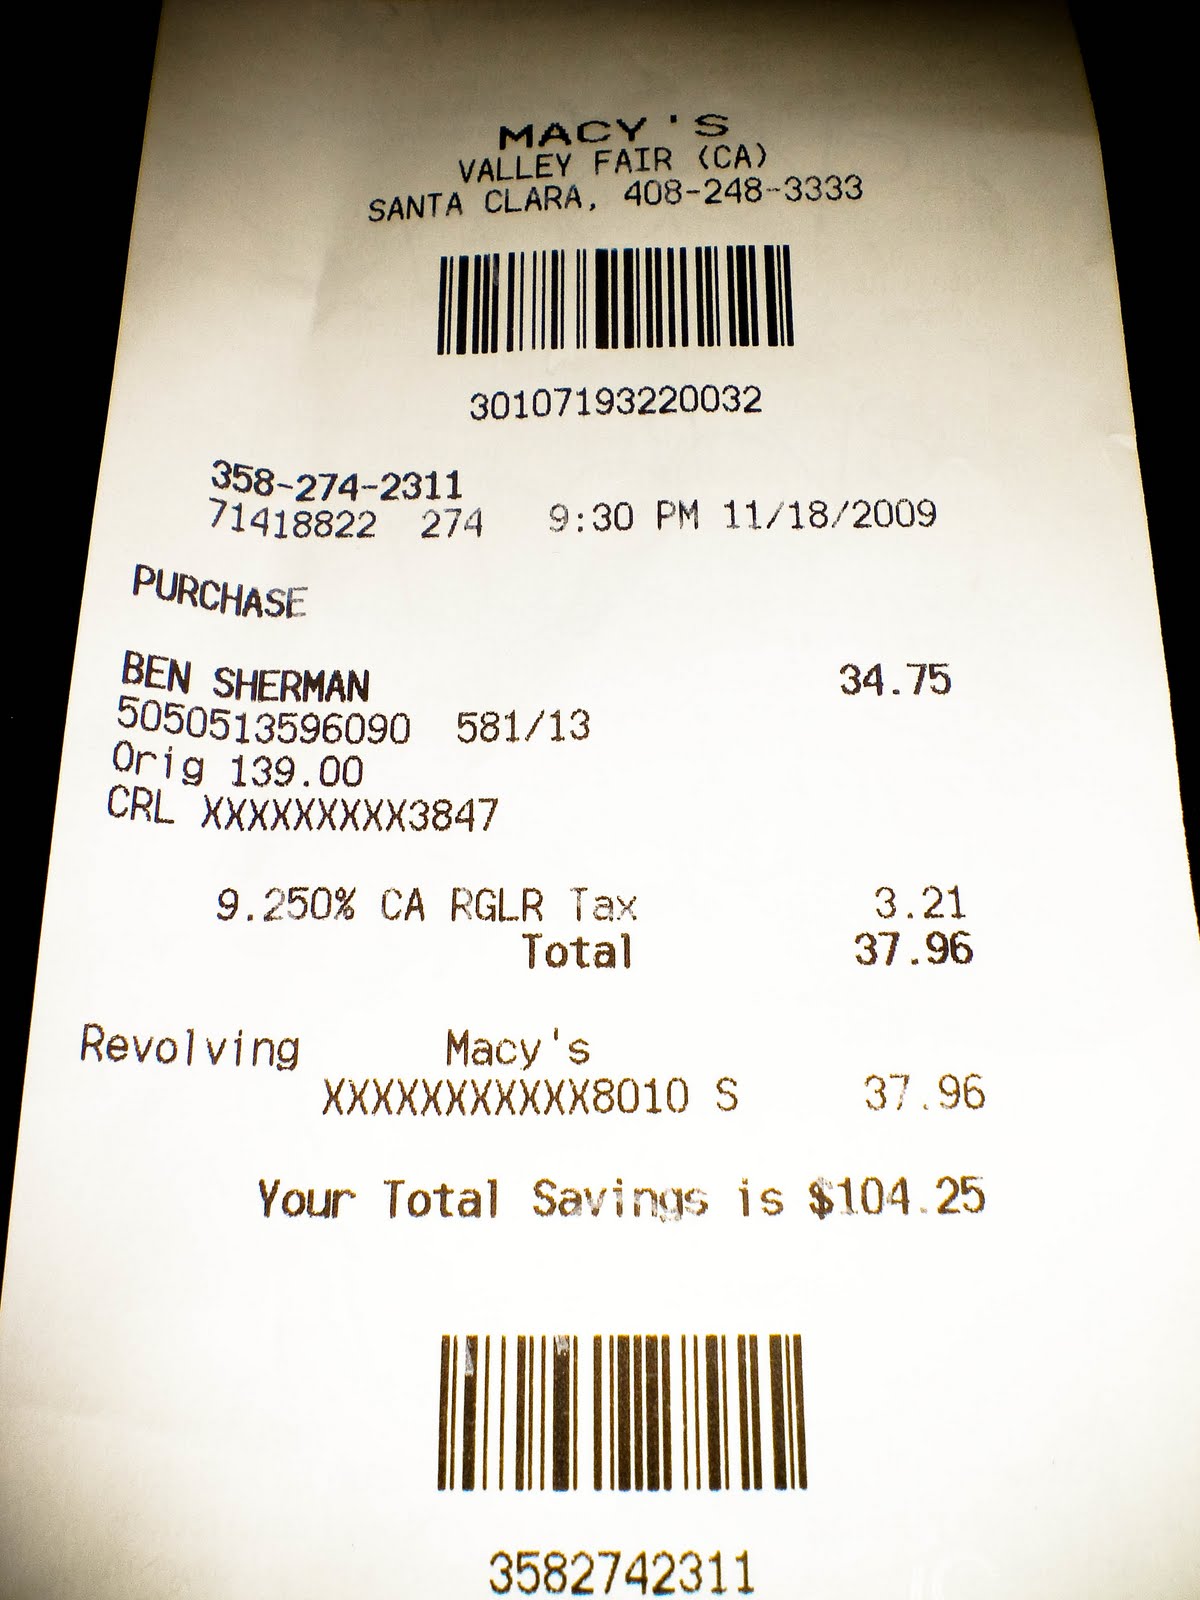 MACY'S
VALLEY FAIR (CA)
SANTA CLARA, 408-248-3333
30107193220032
358-274-2311
71418822 274 9:30 PM 11/18/2009
PURCHASE
BEN SHERMAN 34.75
5050513596090 581/13
Orig 139.00
CRL XXXXXXXXX3847
9.250% CA RGLR Tax 3.21
Total 37.96
Revolving Macy's
XXXXXXXXXXX8010 S 37.96
Your Total Savings is $104.25
3582742311